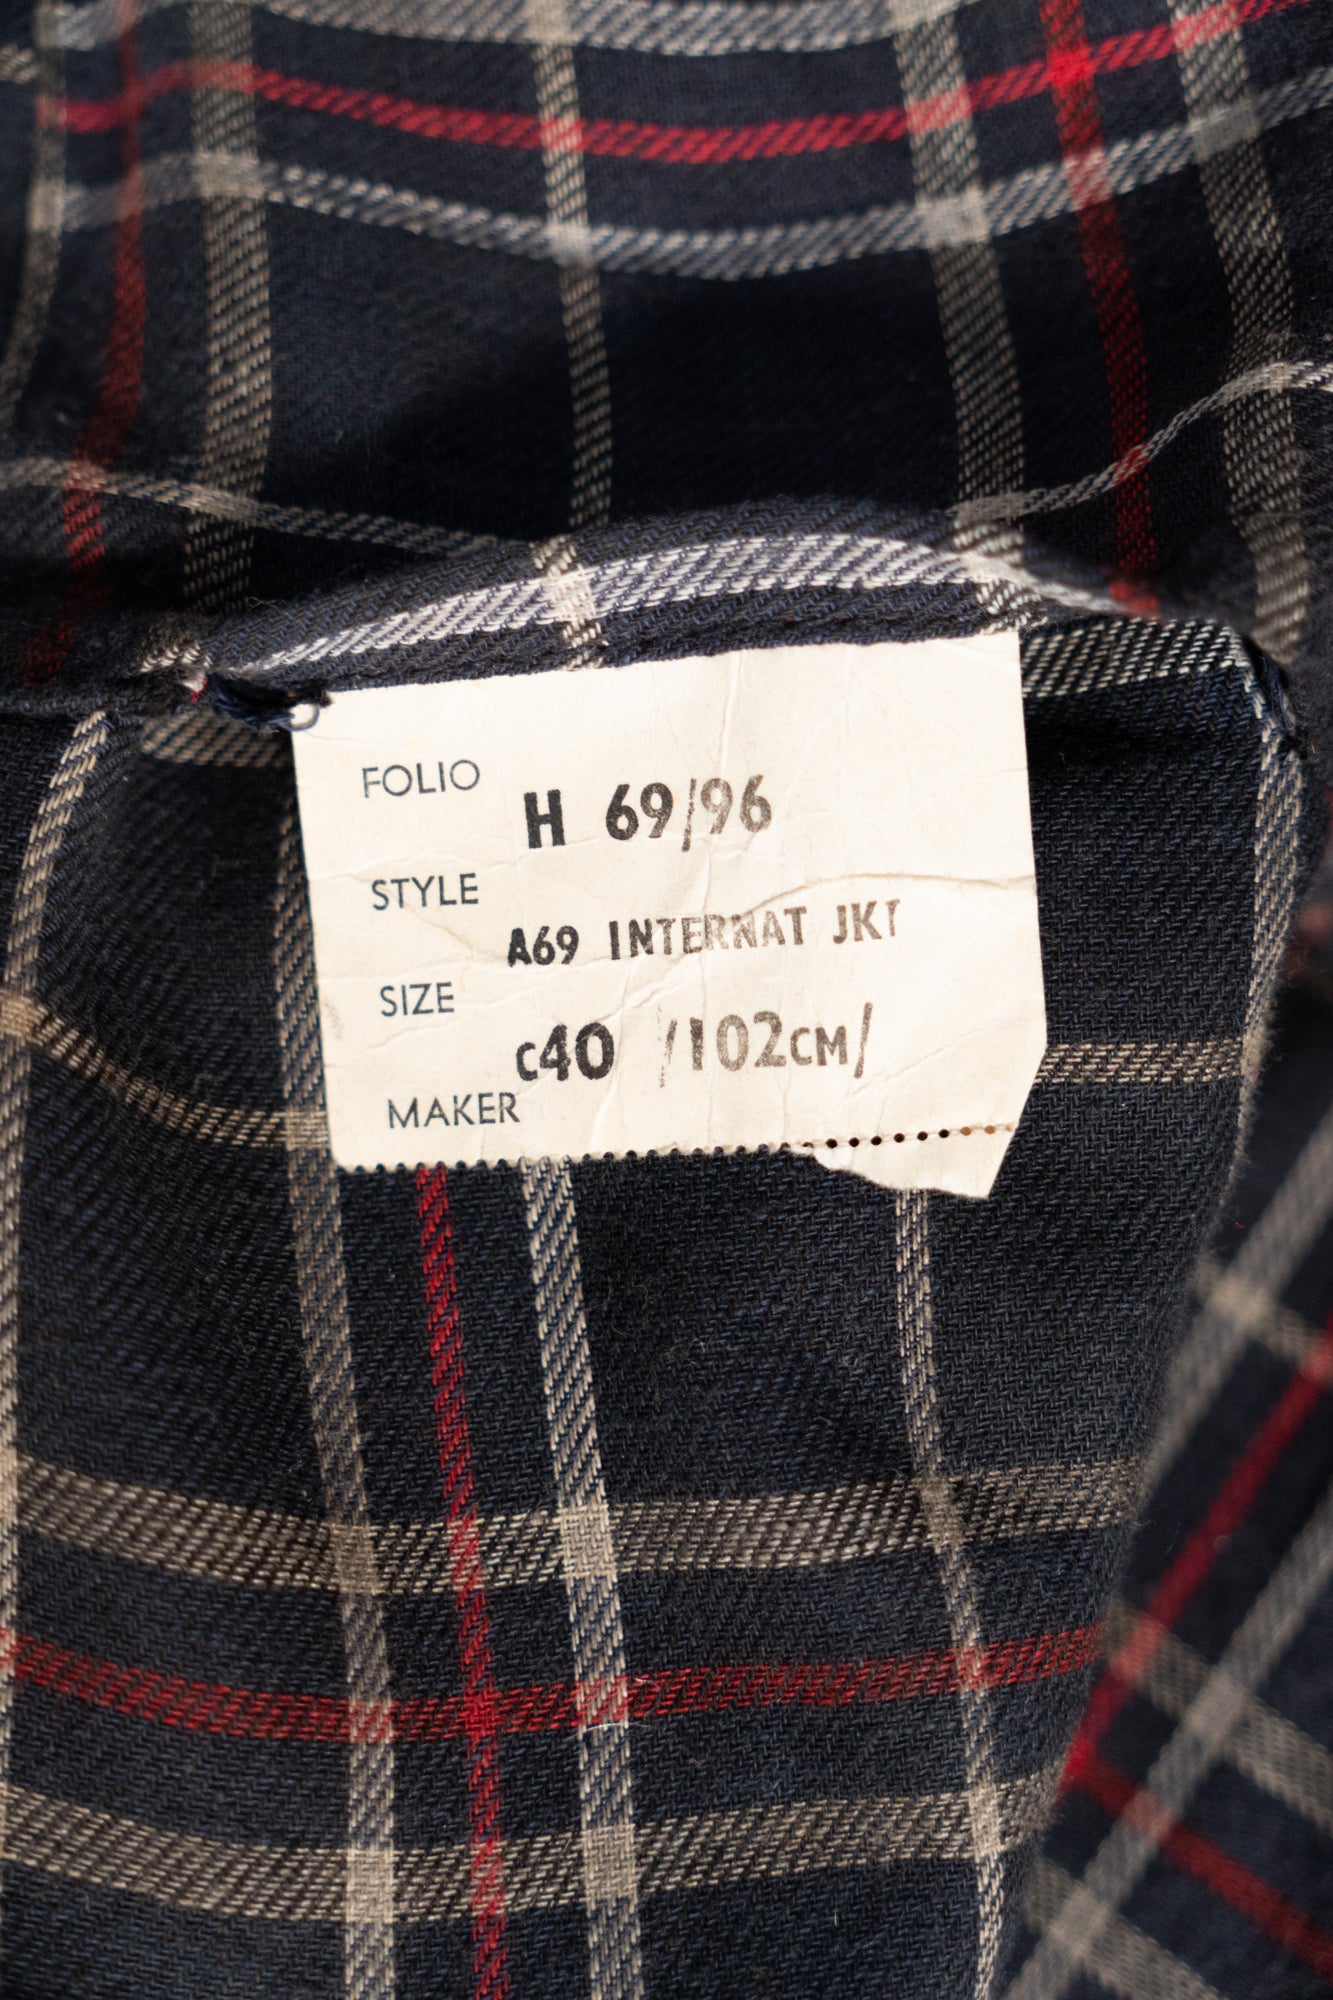 FOLIO
H 69/96
STYLE
A69 INTERNAT JKT
SIZE
C40 /102CM/
MAKER